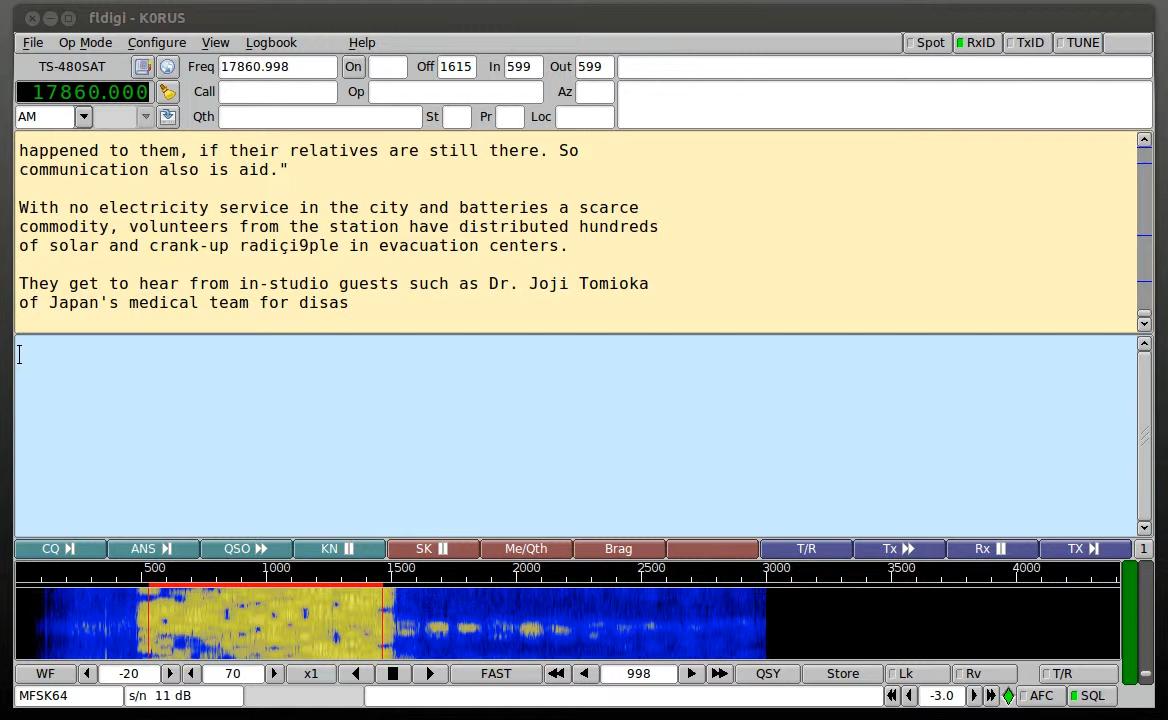 fldigi - K0RUS
File Op Mode Configure View Logbook Help Spot RxID TxID TUNE
TS-480SAT Freq 17860.998 On Off 1615 In 599 Out 599
17860.000 Call Op Az
AM Qth St Pr Loc
happened to them, if their relatives are still there. So
communication also is aid."
With no electricity service in the city and batteries a scarce
commodity, volunteers from the station have distributed hundreds
of solar and crank-up radiçi9ple in evacuation centers.
They get to hear from in-studio guests such as Dr. Joji Tomioka
of Japan's medical team for disas
CQ ANS QSO KN SK Me/Qth Brag T/R Tx Rx TX 1
500 1000 1500 2000 2500 3000 3500 4000
WF -20 70 x1 FAST 998 QSY Store Lk Rv T/R
MFSK64 s/n 11 dB -3.0 AFC SQL